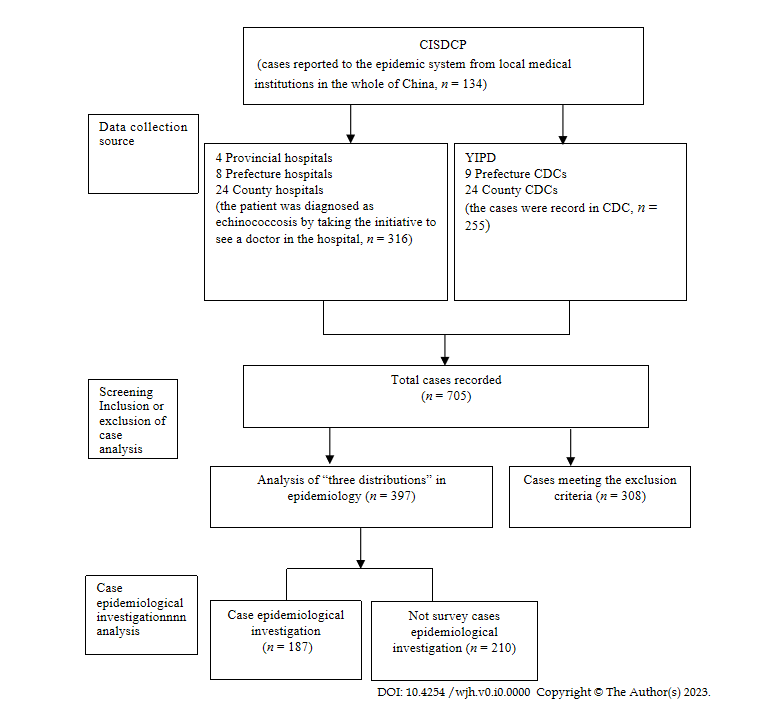 CISDCP
(cases reported to the epidemic system from local medical
institutions in the whole of China, n = 134)
Data collection
source
4 Provincial hospitals
8 Prefecture hospitals
24 County hospitals
(the patient was diagnosed as
echinococcosis by taking the initiative to
see a doctor in the hospital, n = 316)
YIPD
9 Prefecture CDCs
24 County CDCs
(the cases were record in CDC, n =
255)
Total cases recorded
(n = 705)
Screening
Inclusion or
exclusion of
case
analysis
Analysis of “three distributions” in
epidemiology (n = 397)
Cases meeting the exclusion
criteria (n = 308)
Case
epidemiological
investigationnnn
analysis
Case epidemiological
investigation
(n = 187)
Not survey cases
epidemiological
investigation (n = 210)
DOI: 10.4254 /wjh.v0.i0.0000 Copyright © The Author(s) 2023.